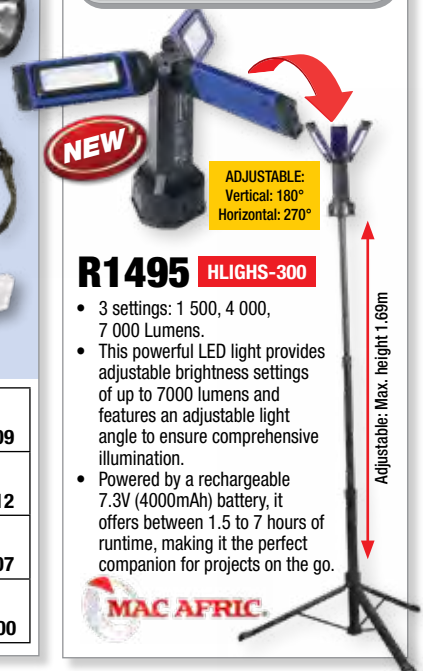 NEW
ADJUSTABLE:
Vertical: 180°
Horizontal: 270°
R1495 HLIGHS-300
• 3 settings: 1 500, 4 000,
7 000 Lumens.
• This powerful LED light provides
adjustable brightness settings
of up to 7000 lumens and
features an adjustable light
angle to ensure comprehensive
illumination.
• Powered by a rechargeable
7.3V (4000mAh) battery, it
offers between 1.5 to 7 hours of
runtime, making it the perfect
companion for projects on the go.
Adjustable: Max. height 1.69m
MAC AFRIC.
09
12
07
00